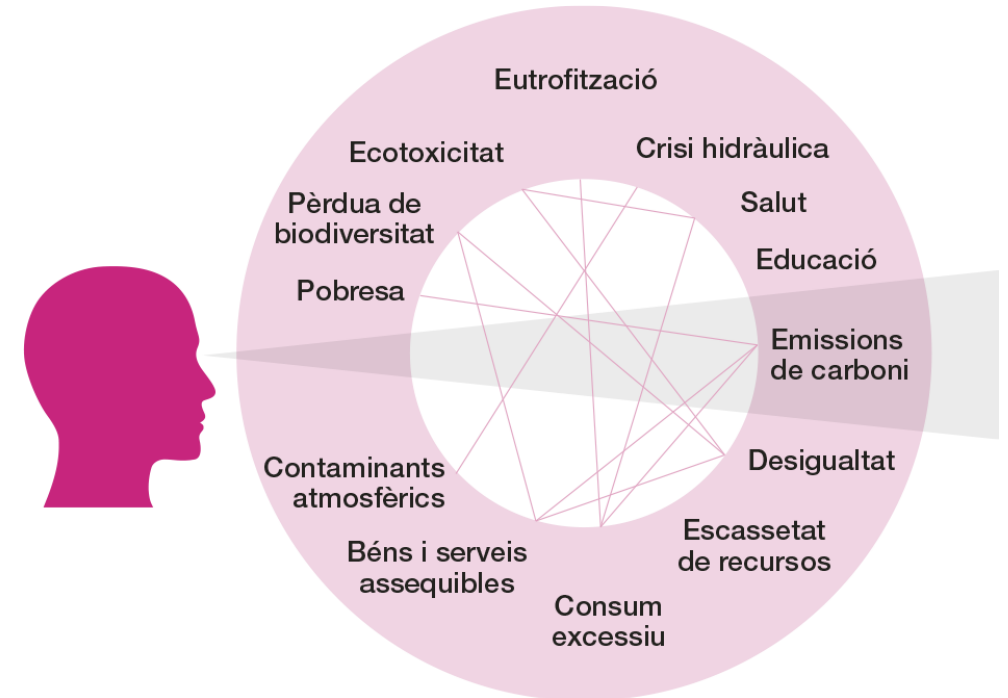 Eutrofització
Crisi hidràulica
Ecotoxicitat
Salut
Pèrdua de
biodiversitat
Educació
Pobresa
Emissions
de carboni
Desigualtat
Contaminants
atmosfèrics
Escassetat
de recursos
Béns i serveis
assequibles
Consum
excessiu